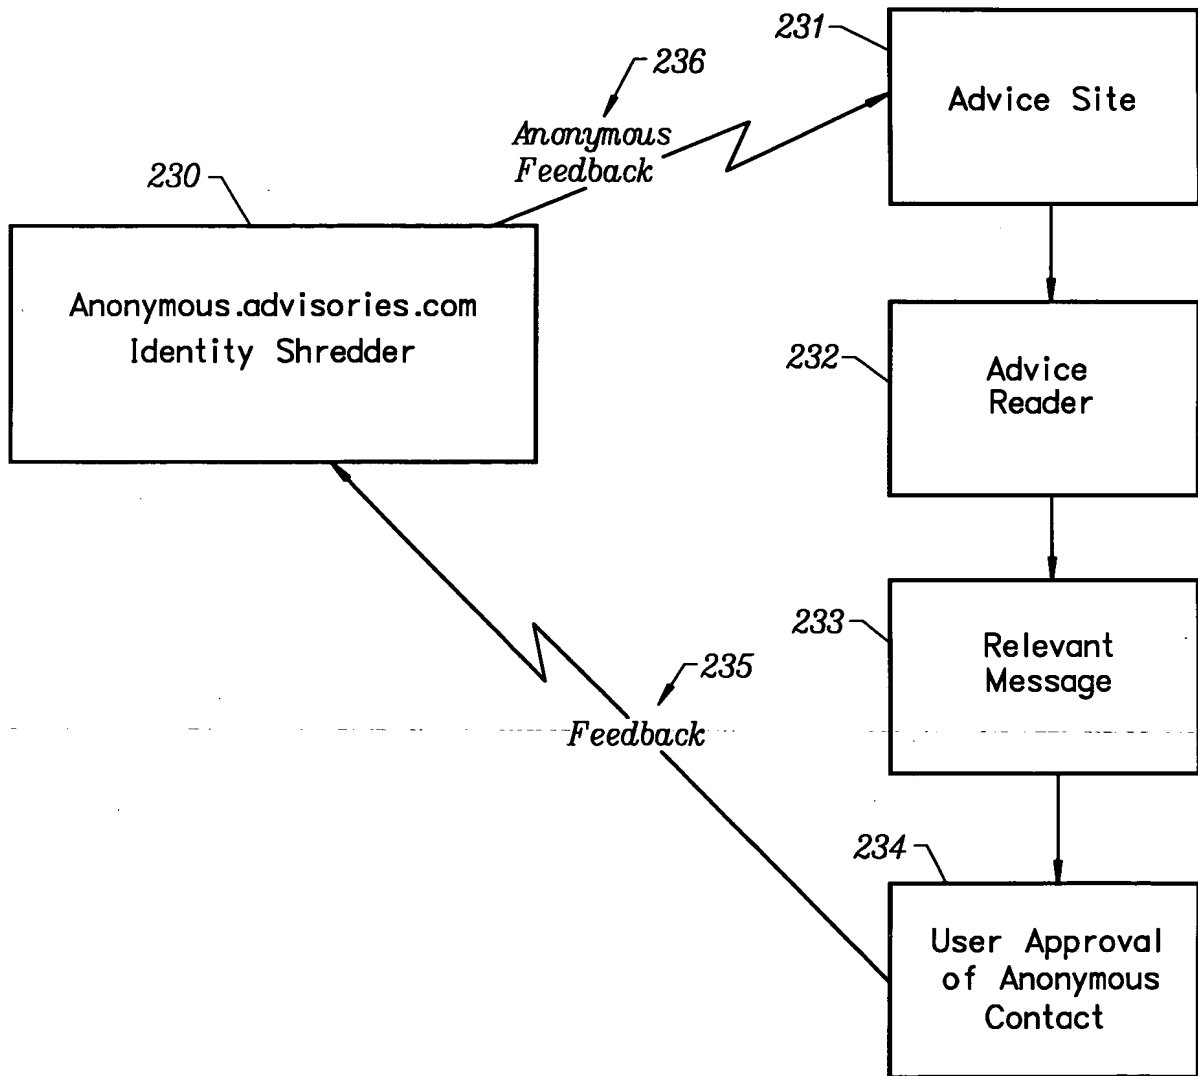 231
Advice Site
236
Anonymous
Feedback
230
Anonymous.advisories.com
Identity Shredder
232
Advice
Reader
233
Relevant
Message
235
Feedback
234
User Approval
of Anonymous
Contact